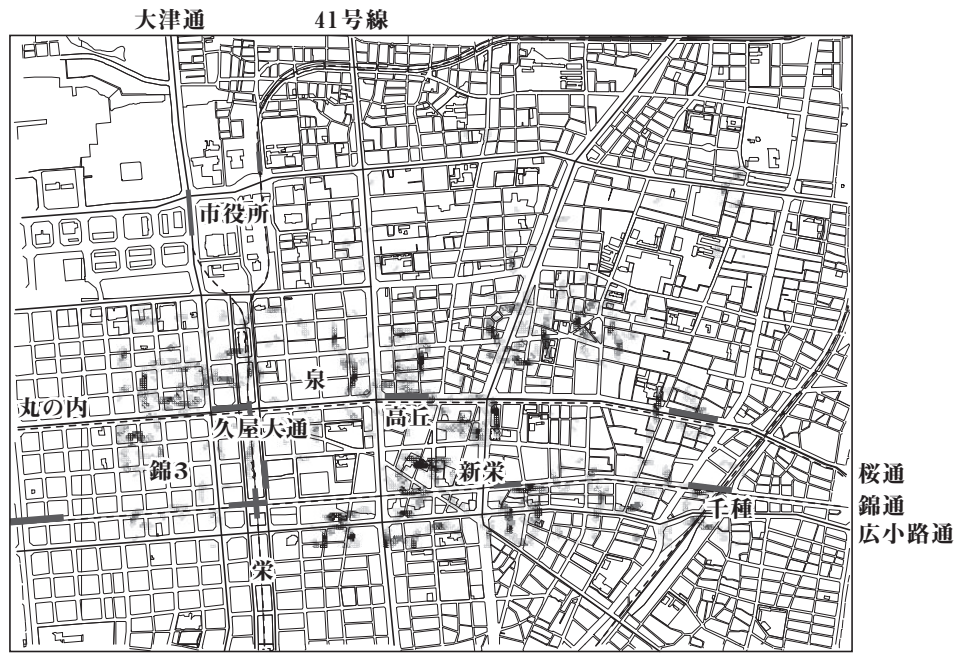 大津通
41号線
市役所
泉
丸の内
久屋大通
高丘
錦3
新栄
千種
栄
桜通
錦通
広小路通